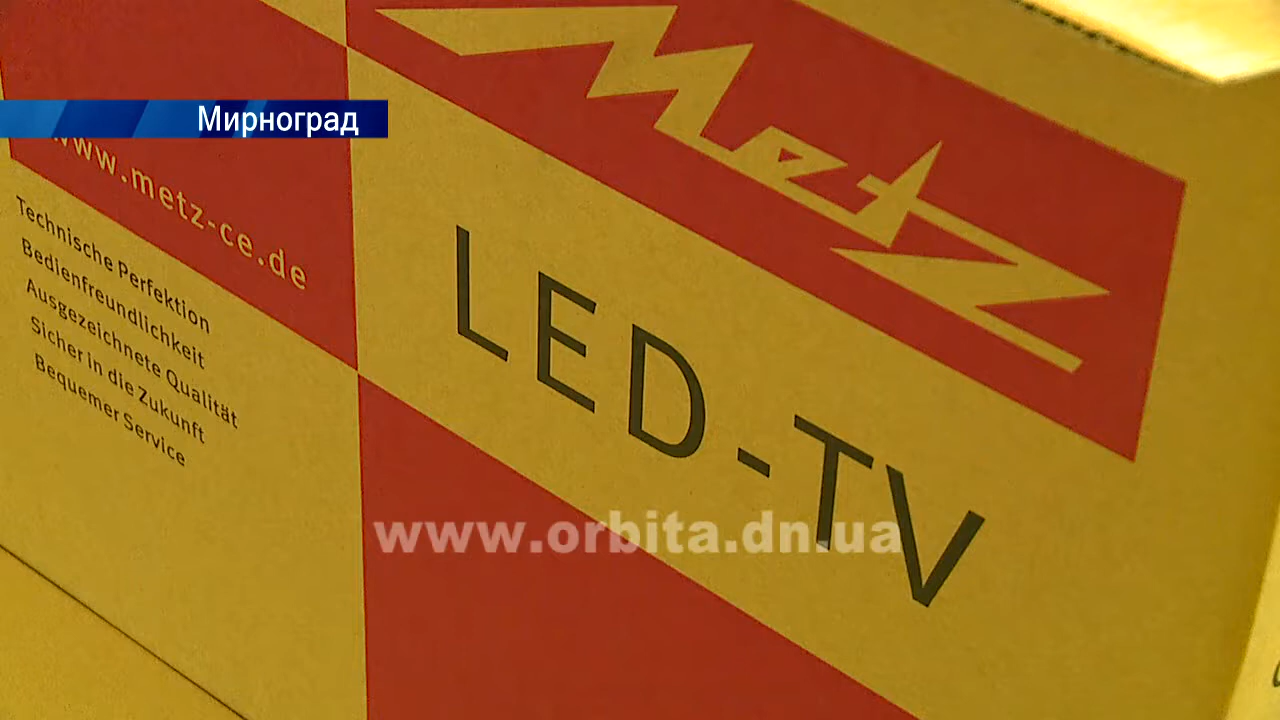 Мирноград
Metz
www.metz-ce.de
Technische Perfektion
Bedienfreundlichkeit
Ausgezeichnete Qualität
Sicher in die Zukunft
Bequemer Service
LED-TV
www.orbita.dn.ua